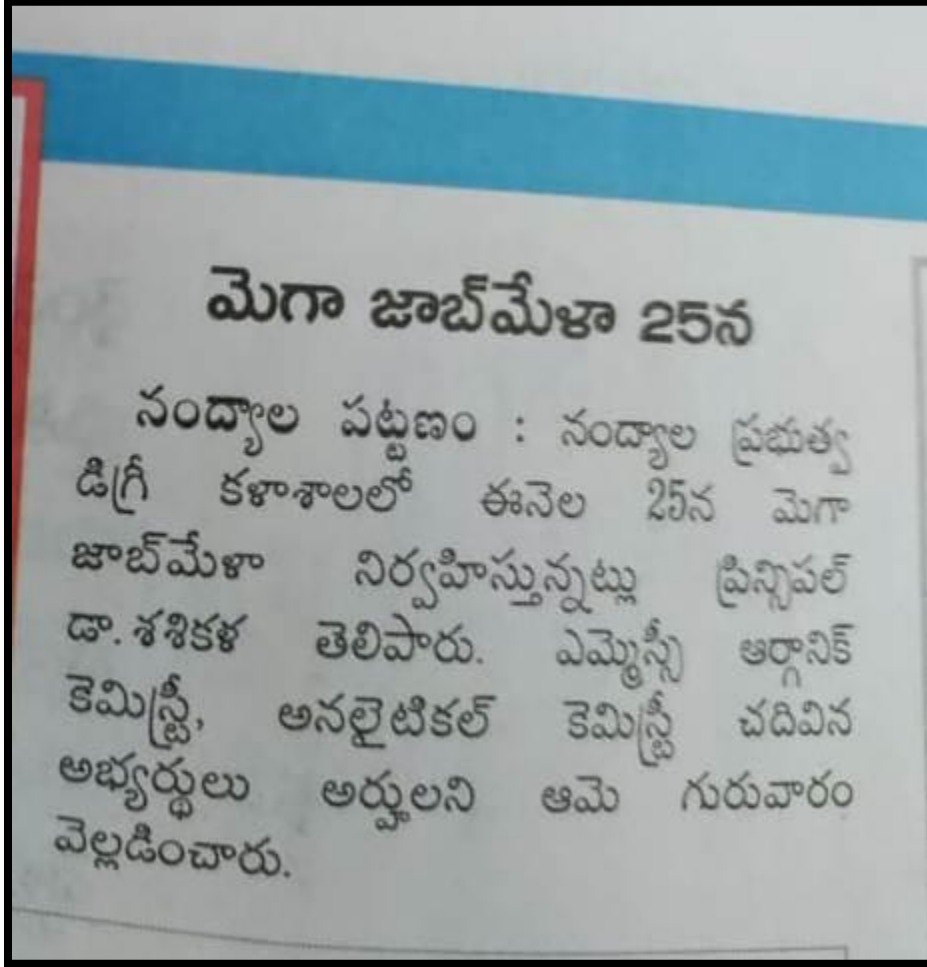 మెగా జాబ్‌మేళా 25న
నంద్యాల పట్టణం : నంద్యాల ప్రభుత్వ
డిగ్రీ కళాశాలలో ఈనెల 25న మెగా
జాబ్‌మేళా నిర్వహిస్తున్నట్లు ప్రిన్సిపల్
డా. శశికళ తెలిపారు. ఎమ్మెస్సీ ఆర్గానిక్
కెమిస్ట్రీ, అనలైటికల్ కెమిస్ట్రీ చదివిన
అభ్యర్థులు అర్హులని ఆమె గురువారం
వెల్లడించారు.